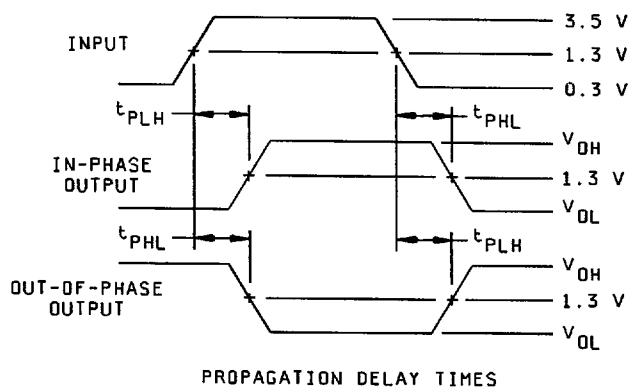 3.5 V
INPUT
1.3 V
0.3 V
tPLH
tPHL
VOH
IN-PHASE
OUTPUT
1.3 V
VOL
tPHL
tPLH
VOH
OUT-OF-PHASE
OUTPUT
1.3 V
VOL
PROPAGATION DELAY TIMES